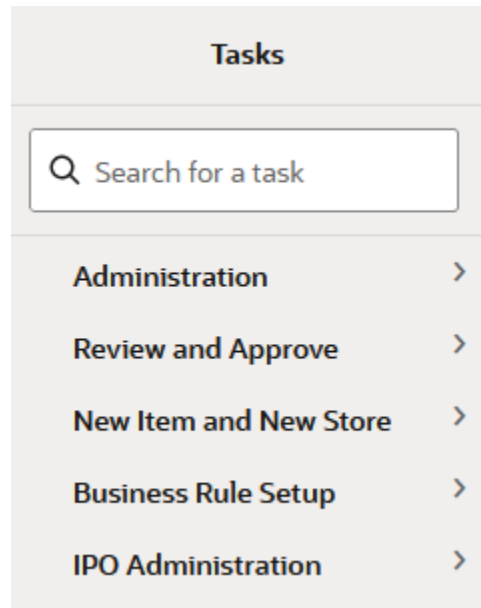 Tasks
Search for a task
Administration
Review and Approve
New Item and New Store
Business Rule Setup
IPO Administration